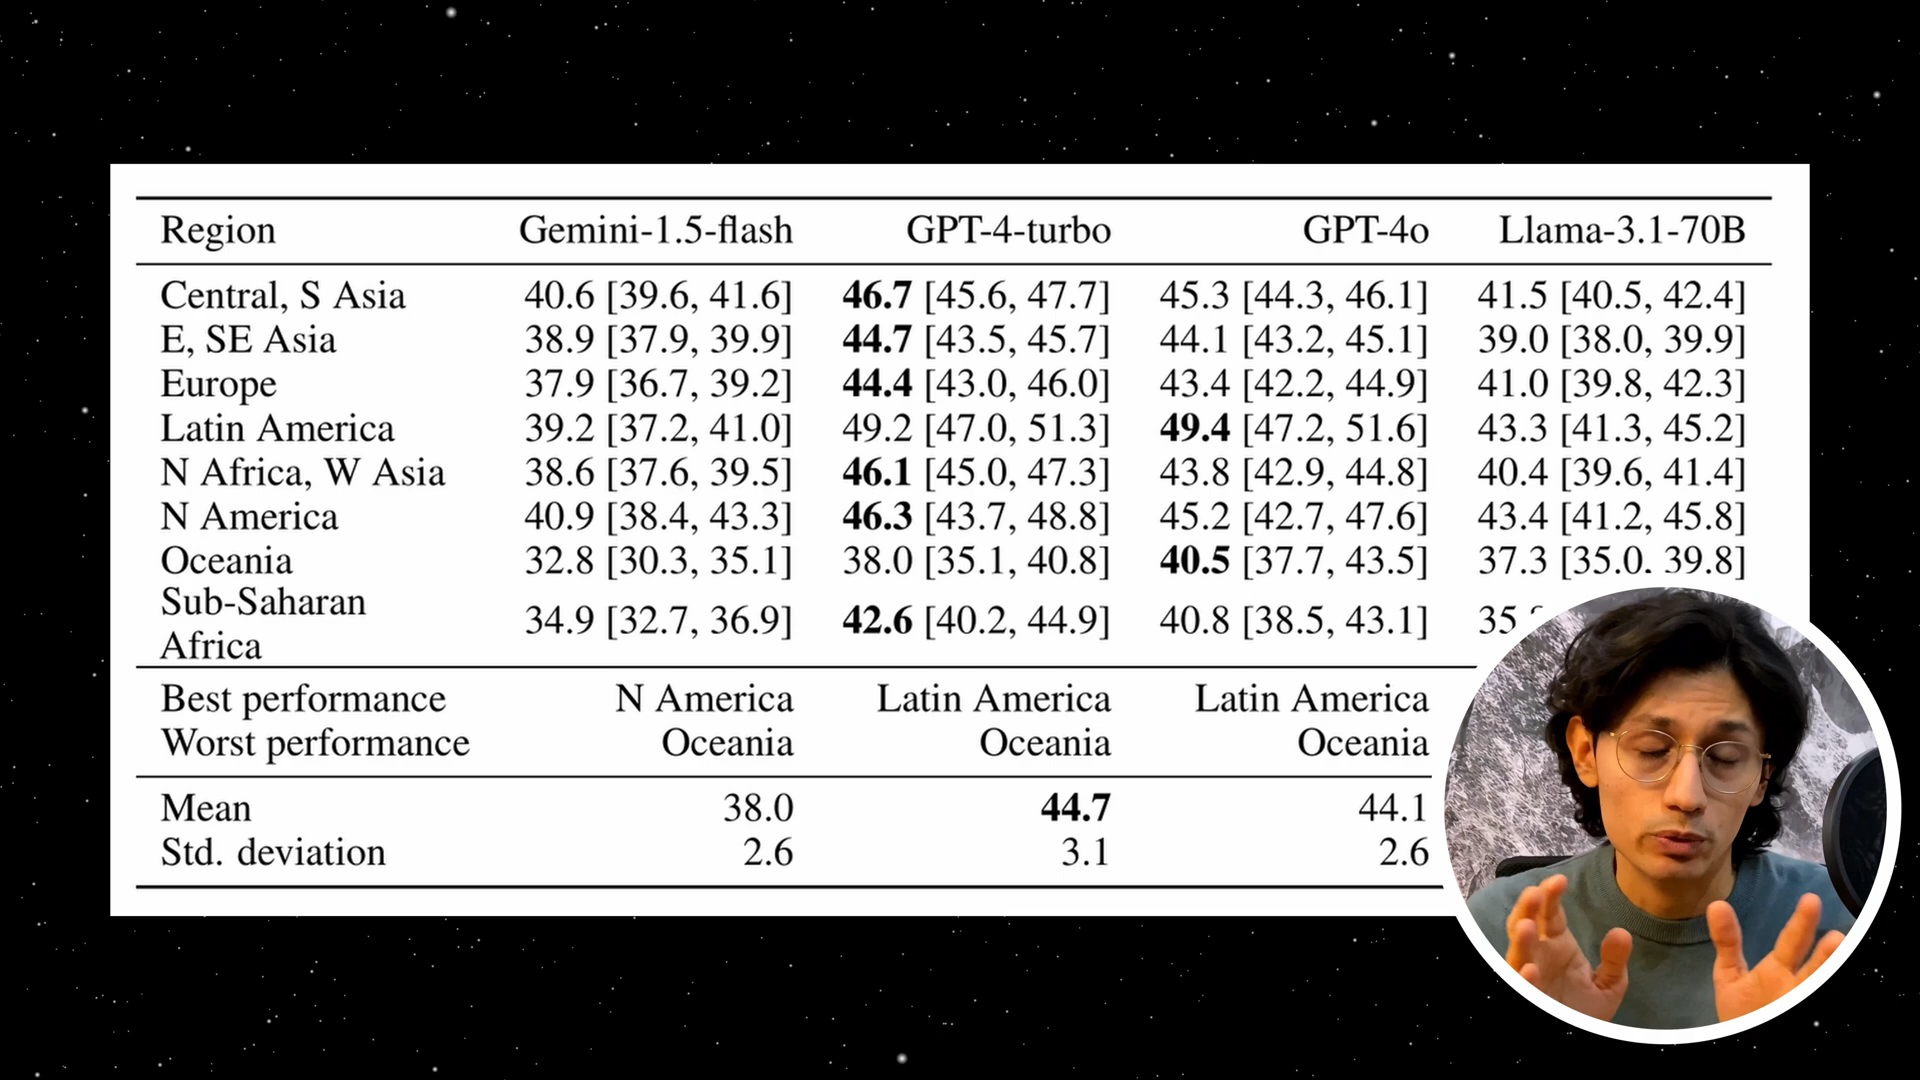 Region Gemini-1.5-flash GPT-4-turbo GPT-4o Llama-3.1-70B
Central, S Asia 40.6 [39.6, 41.6] 46.7 [45.6, 47.7] 45.3 [44.3, 46.1] 41.5 [40.5, 42.4]
E, SE Asia 38.9 [37.9, 39.9] 44.7 [43.5, 45.7] 44.1 [43.2, 45.1] 39.0 [38.0, 39.9]
Europe 37.9 [36.7, 39.2] 44.4 [43.0, 46.0] 43.4 [42.2, 44.9] 41.0 [39.8, 42.3]
Latin America 39.2 [37.2, 41.0] 49.2 [47.0, 51.3] 49.4 [47.2, 51.6] 43.3 [41.3, 45.2]
N Africa, W Asia 38.6 [37.6, 39.5] 46.1 [45.0, 47.3] 43.8 [42.9, 44.8] 40.4 [39.6, 41.4]
N America 40.9 [38.4, 43.3] 46.3 [43.7, 48.8] 45.2 [42.7, 47.6] 43.4 [41.2, 45.8]
Oceania 32.8 [30.3, 35.1] 38.0 [35.1, 40.8] 40.5 [37.7, 43.5] 37.3 [35.0, 39.8]
Sub-Saharan
Africa 34.9 [32.7, 36.9] 42.6 [40.2, 44.9] 40.8 [38.5, 43.1]
Best performance N America Latin America Latin America
Worst performance Oceania Oceania Oceania
Mean 38.0 44.7 44.1
Std. deviation 2.6 3.1 2.6